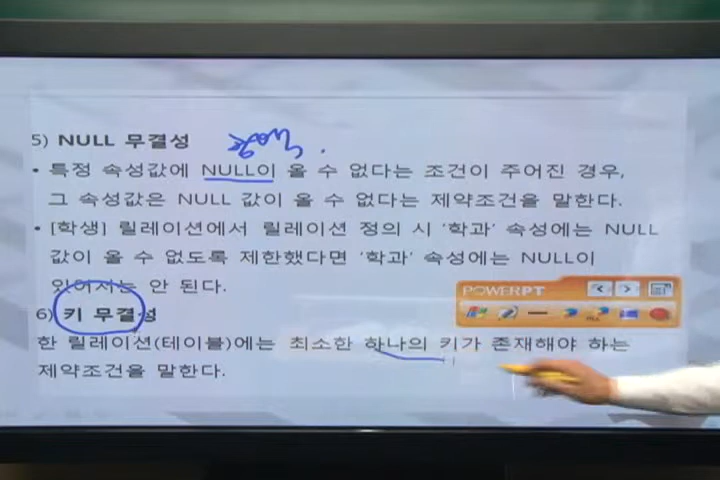 5) NULL 무결성
• 특정 속성값에 NULL이 올 수 없다는 조건이 주어진 경우,
그 속성값은 NULL 값이 올 수 없다는 제약조건을 말한다.
• [학생] 릴레이션에서 릴레이션 정의 시 '학과' 속성에는 NULL
값이 올 수 없도록 제한했다면 '학과' 속성에는 NULL이
있어서는 안 된다.
POWERPT
6) 키 무결성
한 릴레이션(테이블)에는 최소한 하나의 키가 존재해야 하는
제약조건을 말한다.